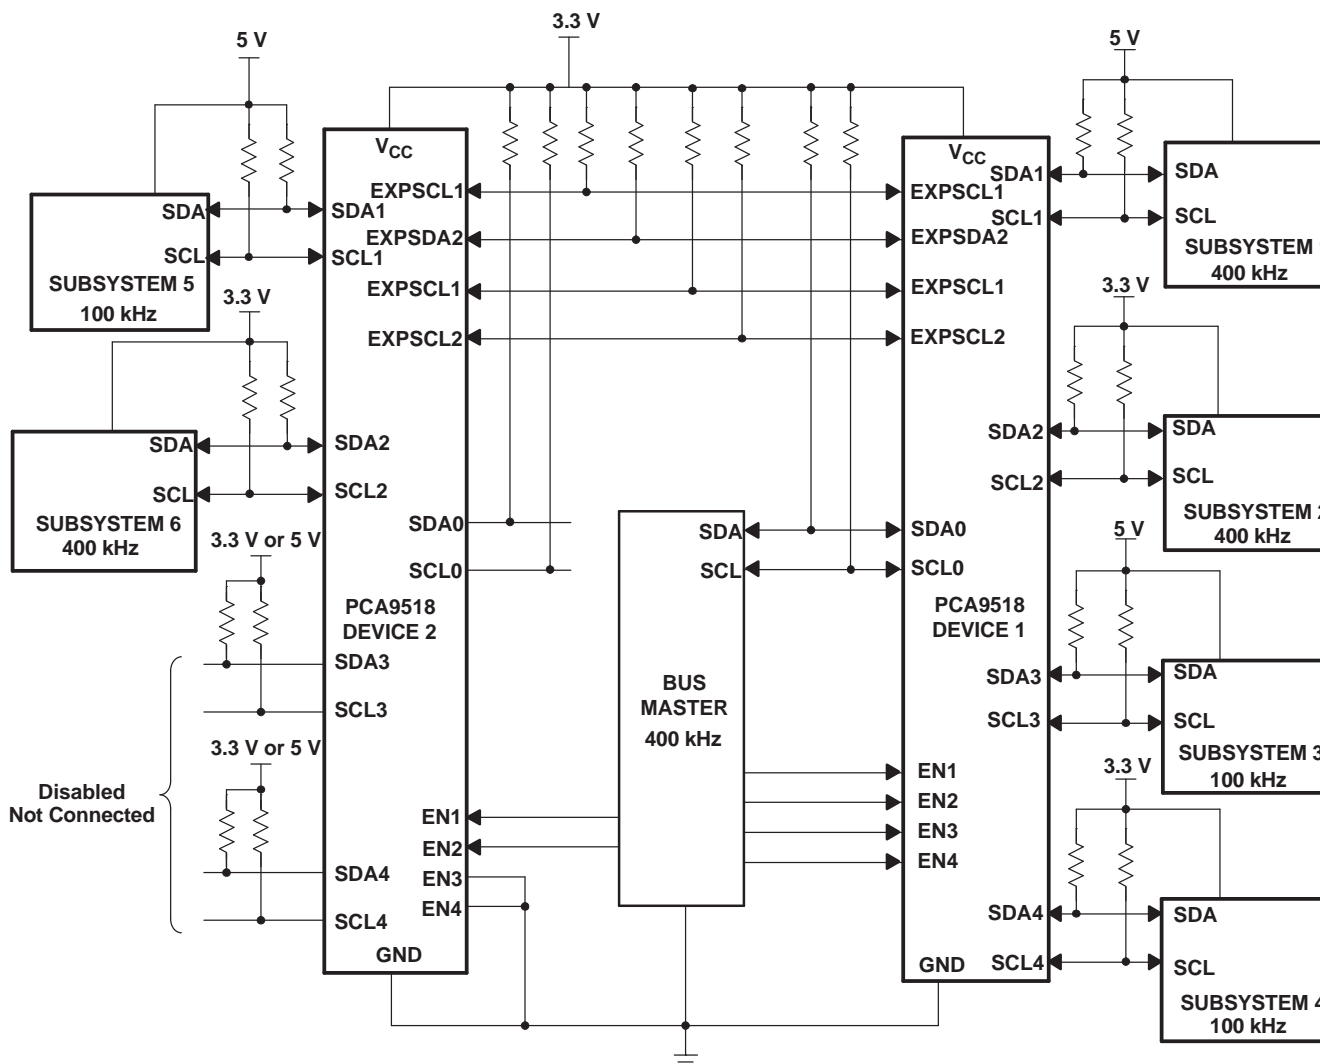 3.3 V
5 V
5 V
VCC
VCC
SDA
SDA1
EXPSCL1
EXPSCL1
SDA1
SDA
SCL
SCL1
EXPSDA2
EXPSDA2
SCL1
SCL
SUBSYSTEM 5
100 kHz
SUBSYSTEM
400 kHz
EXPSCL1
EXPSCL1
3.3 V
3.3 V
EXPSCL2
EXPSCL2
SDA
SDA2
SDA2
SDA
SCL
SCL2
SCL2
SCL
SUBSYSTEM 6
400 kHz
SUBSYSTEM 2
400 kHz
SDA0
SDA
SDA0
3.3 V or 5 V
5 V
SCL0
SCL
SCL0
PCA9518
DEVICE 2
PCA9518
DEVICE 1
SDA3
SDA3
SDA
SCL3
SCL3
SCL
BUS
MASTER
400 kHz
SUBSYSTEM 3
100 kHz
3.3 V or 5 V
3.3 V
Disabled
Not Connected
EN1
EN2
EN3
EN4
EN1
EN2
EN3
EN4
SDA4
SDA4
SDA
SCL4
SCL4
SCL
GND
GND
SUBSYSTEM 4
100 kHz